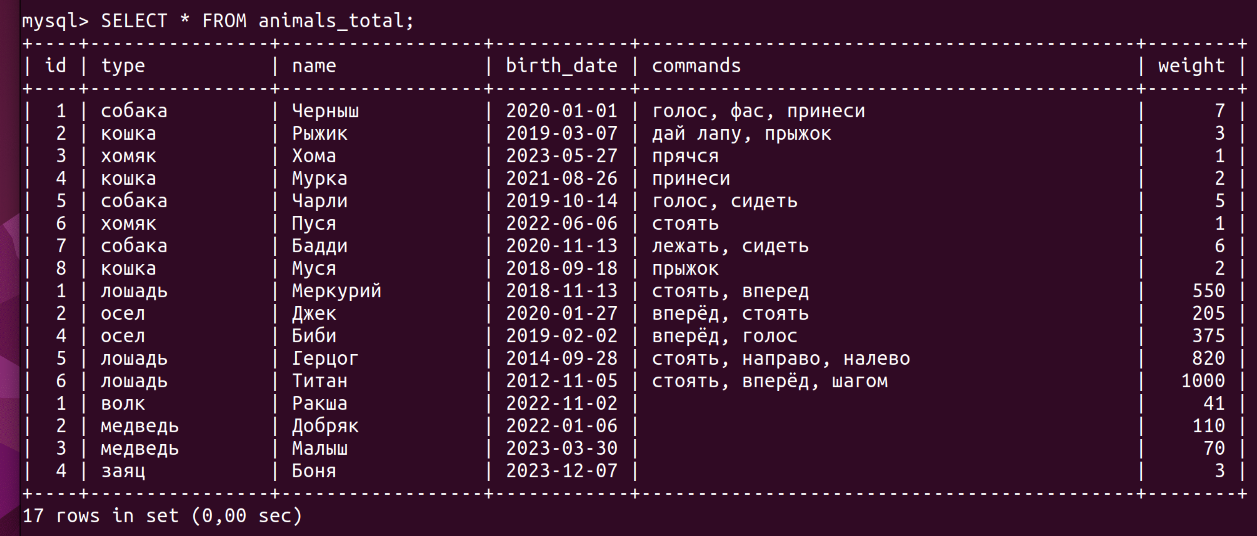 mysql> SELECT * FROM animals_total;
+----+----------------+------------------+------------+--------------------------------------------+--------+
| id | type           | name             | birth_date | commands                                   | weight |
+----+----------------+------------------+------------+--------------------------------------------+--------+
|  1 | собака         | Черныш           | 2020-01-01 | голос, фас, принеси                        |      7 |
|  2 | кошка          | Рыжик            | 2019-03-07 | дай лапу, прыжок                           |      3 |
|  3 | хомяк          | Хома             | 2023-05-27 | прячся                                     |      1 |
|  4 | кошка          | Мурка            | 2021-08-26 | принеси                                    |      2 |
|  5 | собака         | Чарли            | 2019-10-14 | голос, сидеть                              |      5 |
|  6 | хомяк          | Пуся             | 2022-06-06 | стоять                                     |      1 |
|  7 | собака         | Бадди            | 2020-11-13 | лежать, сидеть                             |      6 |
|  8 | кошка          | Муся             | 2018-09-18 | прыжок                                     |      2 |
|  1 | лошадь         | Меркурий         | 2018-11-13 | стоять, вперед                             |    550 |
|  2 | осел           | Джек             | 2020-01-27 | вперёд, стоять                             |    205 |
|  4 | осел           | Биби             | 2019-02-02 | вперёд, голос                              |    375 |
|  5 | лошадь         | Герцог           | 2014-09-28 | стоять, направо, налево                    |    820 |
|  6 | лошадь         | Титан            | 2012-11-05 | стоять, вперёд, шагом                      |   1000 |
|  1 | волк           | Ракша            | 2022-11-02 |                                            |     41 |
|  2 | медведь        | Добряк           | 2022-01-06 |                                            |    110 |
|  3 | медведь        | Малыш            | 2023-03-30 |                                            |     70 |
|  4 | заяц           | Боня             | 2023-12-07 |                                            |      3 |
+----+----------------+------------------+------------+--------------------------------------------+--------+
17 rows in set (0,00 sec)